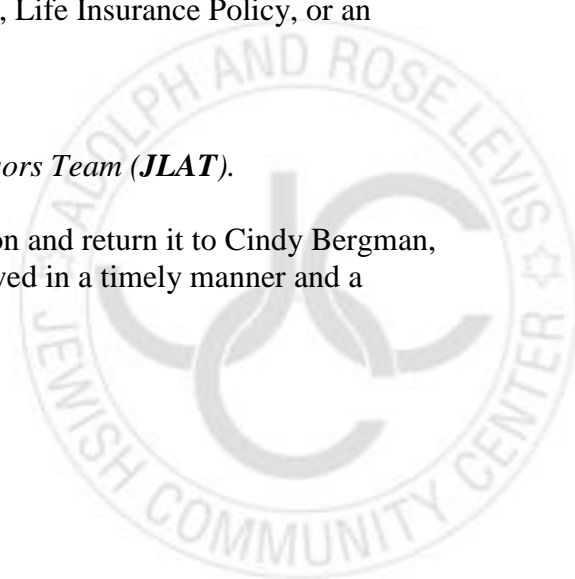 , Life Insurance Policy, or an
ors Team (JLAT).
on and return it to Cindy Bergman,
ved in a timely manner and a
ADOLPH AND ROSE LEVIS
JEWISH COMMUNITY CENTER
JCC